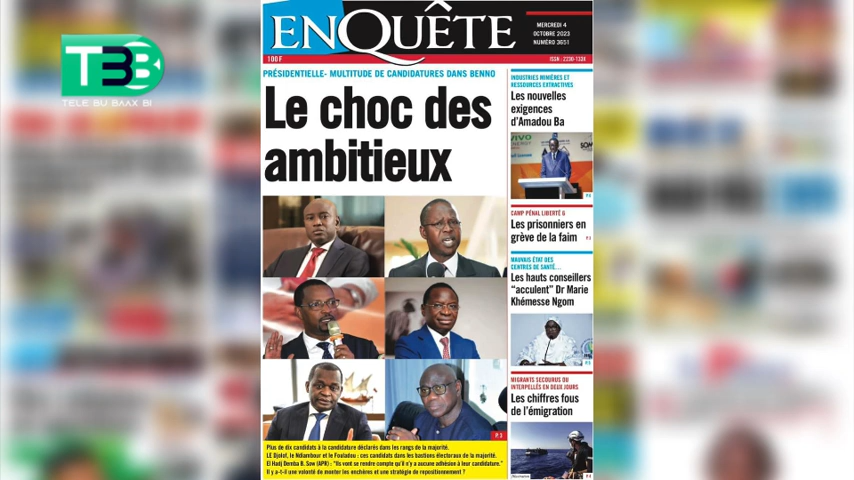 TBB
TELE BU BAAX BI
ENQUÊTE
MERCREDI 4
OCTOBRE 2023
NUMÉRO 3651
100 F
PRÉSIDENTIELLE- MULTITUDE DE CANDIDATURES DANS BENNO
Le choc des
ambitieux
P. 3
Plus de dix candidats à la candidature déclarés dans les rangs de la majorité.
LE Djolof, le Ndiambour et le Fouladou : ces candidats dans les bastions électoraux de la majorité.
El Hadj Demba B. Sow (APR) : "Ils vont se rendre compte qu'il n'y a aucune adhésion à leur candidature."
Il y a-t-il une volonté de monter les enchères et une stratégie de repositionnement ?
INDUSTRIES MINIÈRES ET
RESSOURCES EXTRACTIVES
Les nouvelles
exigences
d'Amadou Ba
CAMP PÉNAL LIBERTÉ 6
Les prisonniers en
grève de la faim
MAUVAIS ÉTAT DES
CENTRES DE SANTÉ...
Les hauts conseillers
"acculent" Dr Marie
Khémesse Ngom
MIGRANTS SECOURUS OU
INTERPELLÉS EN DEUX JOURS
Les chiffres fous
de l'émigration